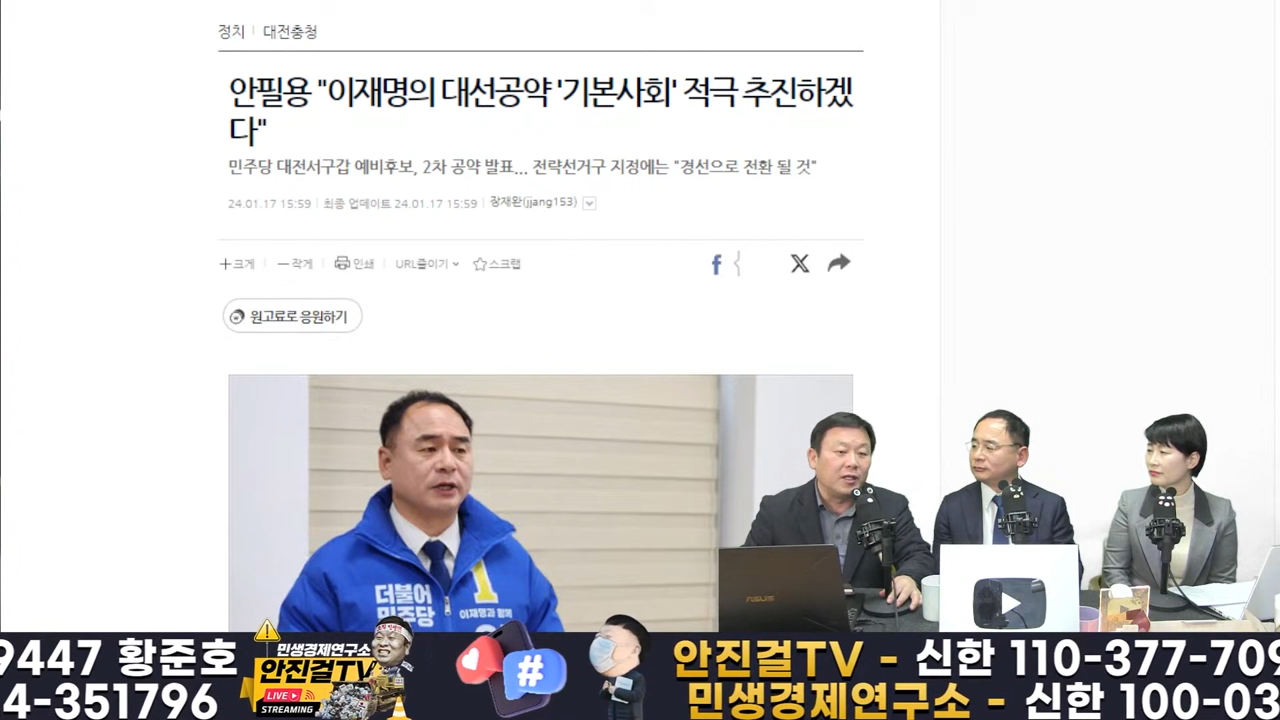 정치 대전충청
안필용 "이재명의 대선공약 '기본사회' 적극 추진하겠
다"
민주당 대전서구갑 예비후보, 2차 공약 발표... 전략선거구 지정에는 "경선으로 전환 될 것"
24.01.17 15:59 최종 업데이트 24.01.17 15:59 장재완(jjang153)
+크게 -작게 인쇄 URL줄이기 스크랩
원고료로 응원하기
더불어
민주당
1
이재명과 함께
ASUS
9447 황준호
4-351796
민생경제연구소
안진걸TV
LIVE
STREAMING
#
안진걸TV - 신한 110-377-709
민생경제연구소 - 신한 100-03